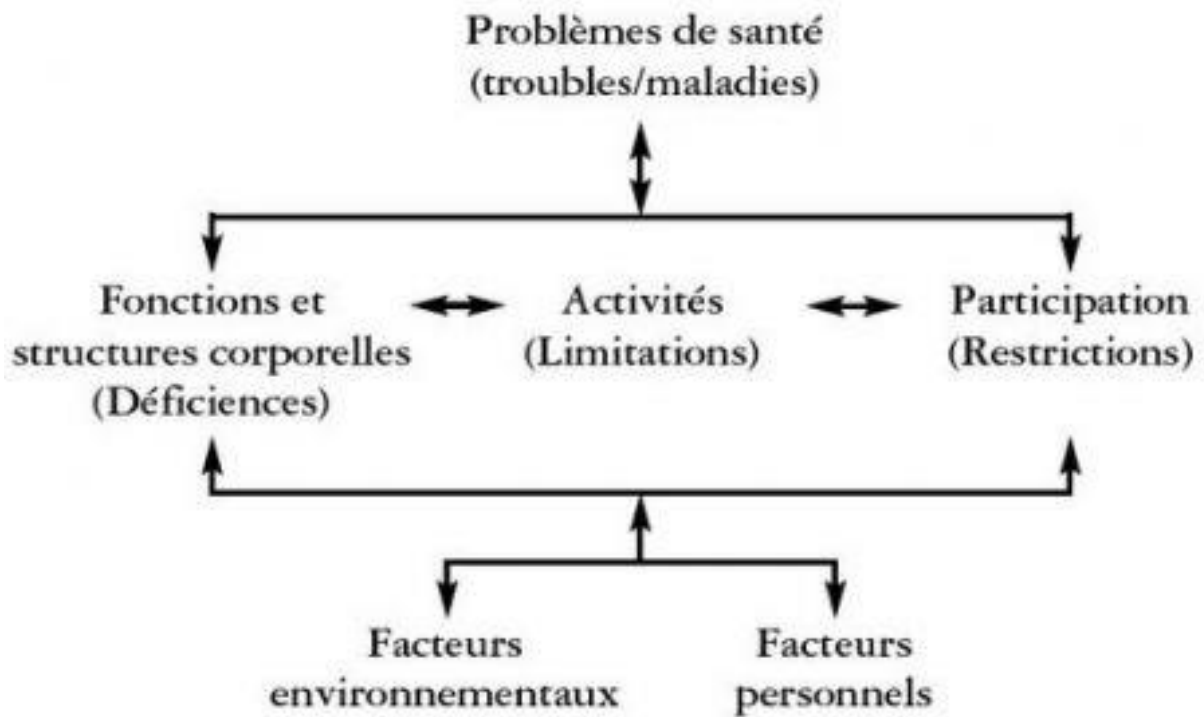 Problèmes de santé
(troubles/maladies)
Fonctions et
structures corporelles
(Déficiences)
Activités
(Limitations)
Participation
(Restrictions)
Facteurs
environnementaux
Facteurs
personnels